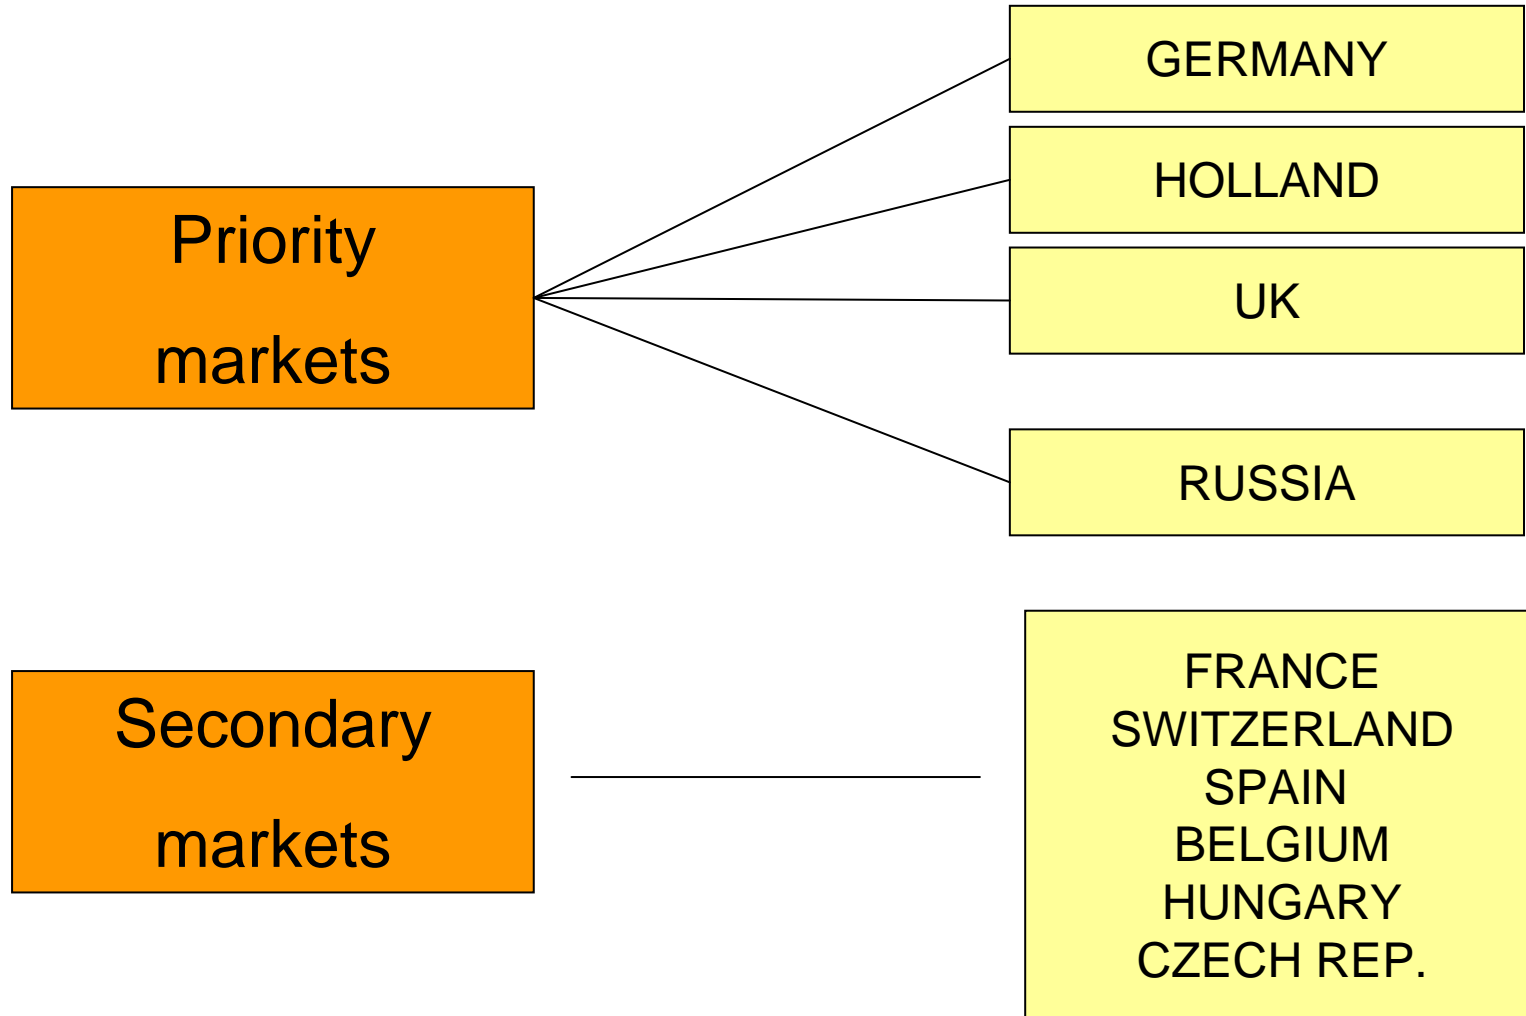 Priority
markets
GERMANY
HOLLAND
UK
RUSSIA
Secondary
markets
FRANCE
SWITZERLAND
SPAIN
BELGIUM
HUNGARY
CZECH REP.